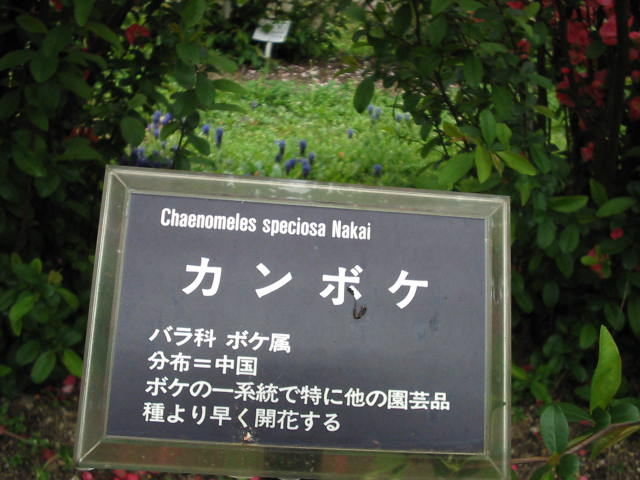 Chaenomeles speciosa Nakai
カンボケ
バラ科 ボケ属
分布=中国
ボケの一系統で特に他の園芸品
種より早く開花する